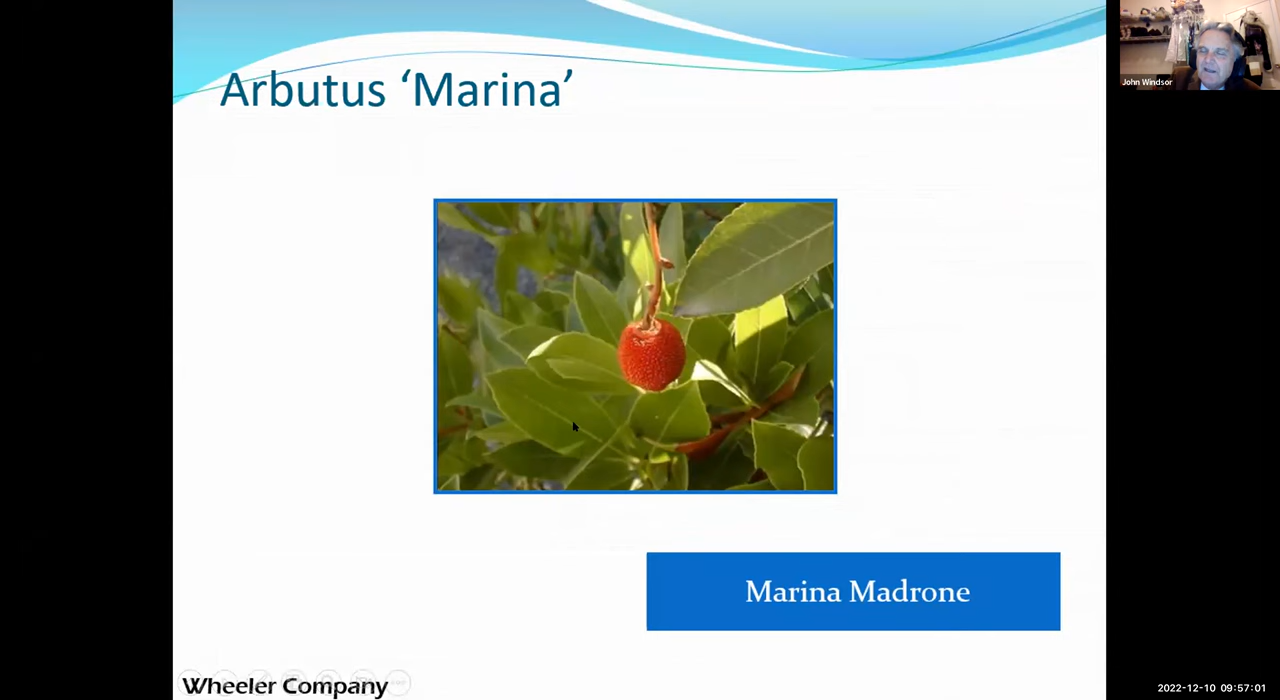 Arbutus ‘Marina’
John Windsor
Marina Madrone
Wheeler Company
2022-12-10 09:57:01